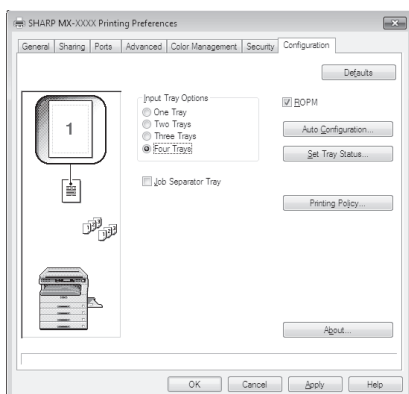 SHARP MX-XXXX Printing Preferences
General Sharing Ports Advanced Color Management Security Configuration
Defaults
Input Tray Options
One Tray
Two Trays
Three Trays
Four Trays
ROPM
1
Auto Configuration...
Set Tray Status...
Job Separator Tray
Printing Policy...
About...
OK Cancel Apply Help